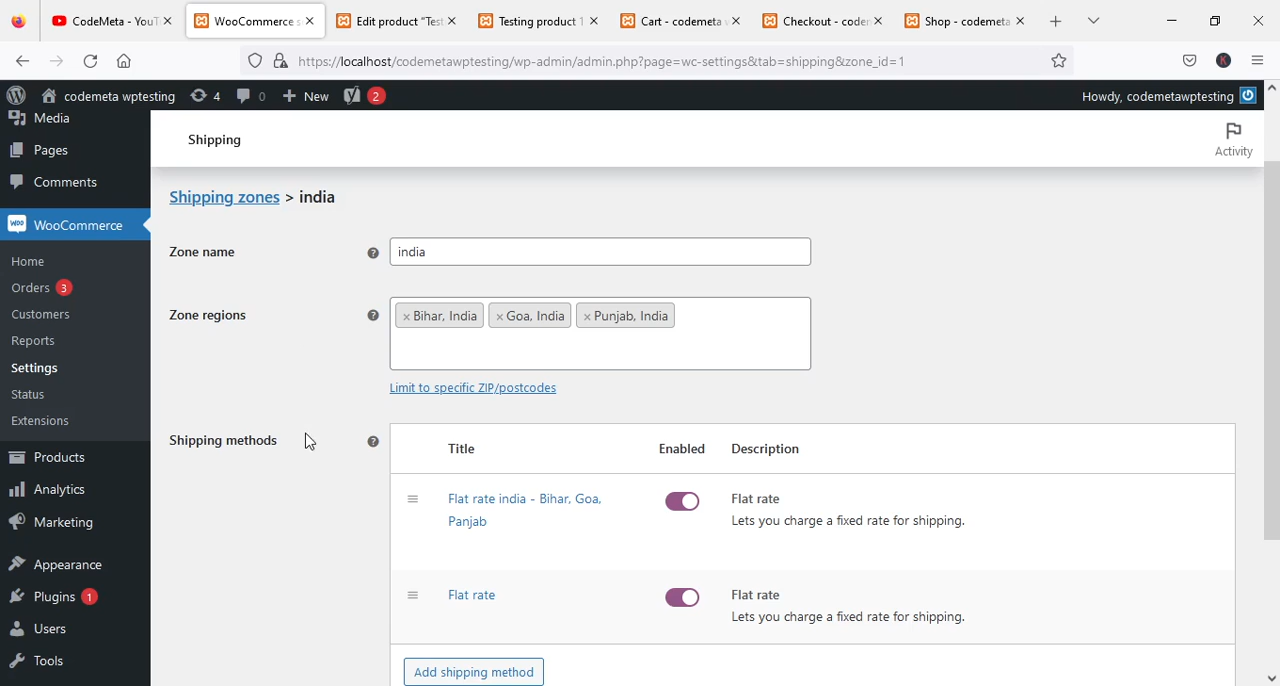 CodeMeta - YouT
WooCommerce s
Edit product "Test
Testing product 1
Cart - codemeta w
Checkout - coden
Shop - codemeta
https://localhost/codemetawptesting/wp-admin/admin.php?page=wc-settings&tab=shipping&zone_id=1
K
codemeta wptesting
4
0
New
2
Howdy, codemetawptesting
Media
Pages
Comments
WOO
WooCommerce
Home
Orders 3
Customers
Reports
Settings
Status
Extensions
Products
Analytics
Marketing
Appearance
Plugins 1
Users
Tools
Shipping
Activity
Shipping zones > india
Zone name
?
india
Zone regions
?
× Bihar, India
× Goa, India
× Punjab, India
Limit to specific ZIP/postcodes
Shipping methods
?
Title
Enabled
Description
Flat rate india - Bihar, Goa,
Panjab
Flat rate
Lets you charge a fixed rate for shipping.
Flat rate
Flat rate
Lets you charge a fixed rate for shipping.
Add shipping method